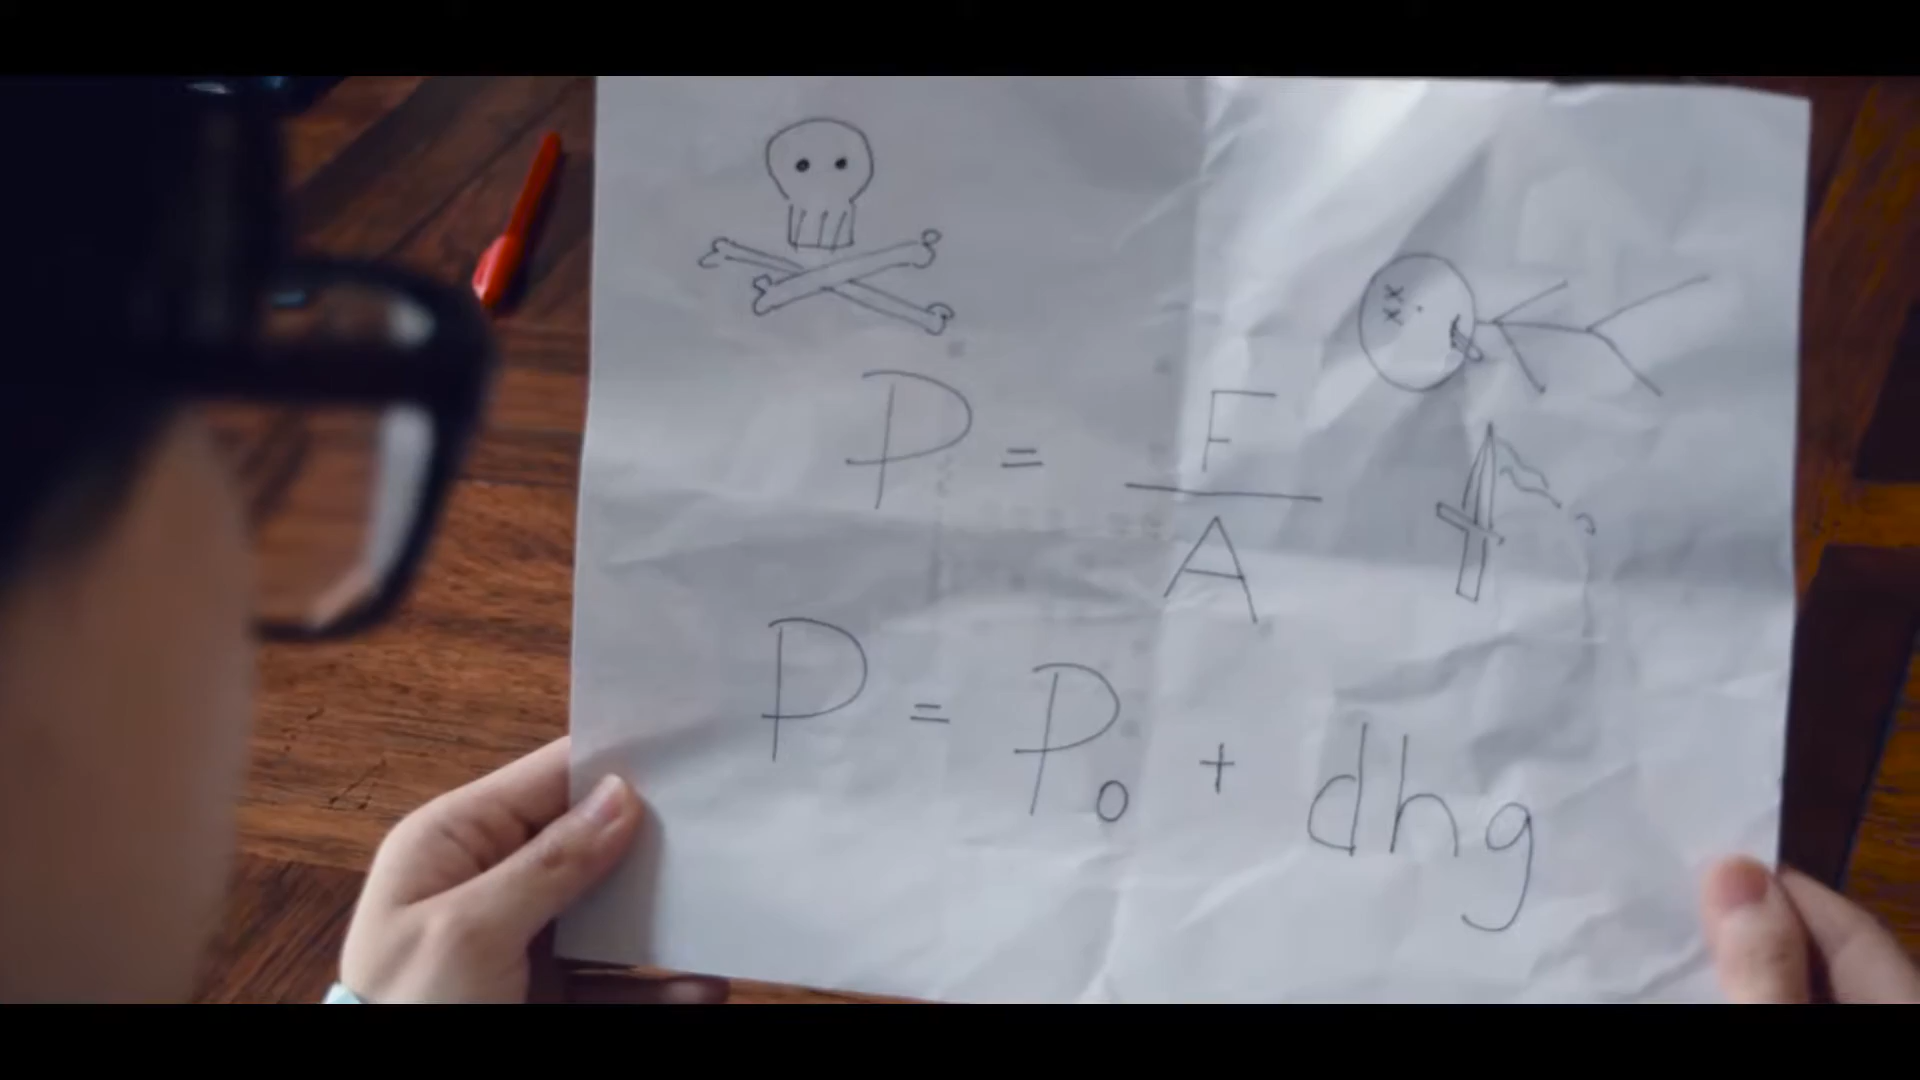 P = F/A
P = P₀ + dhg